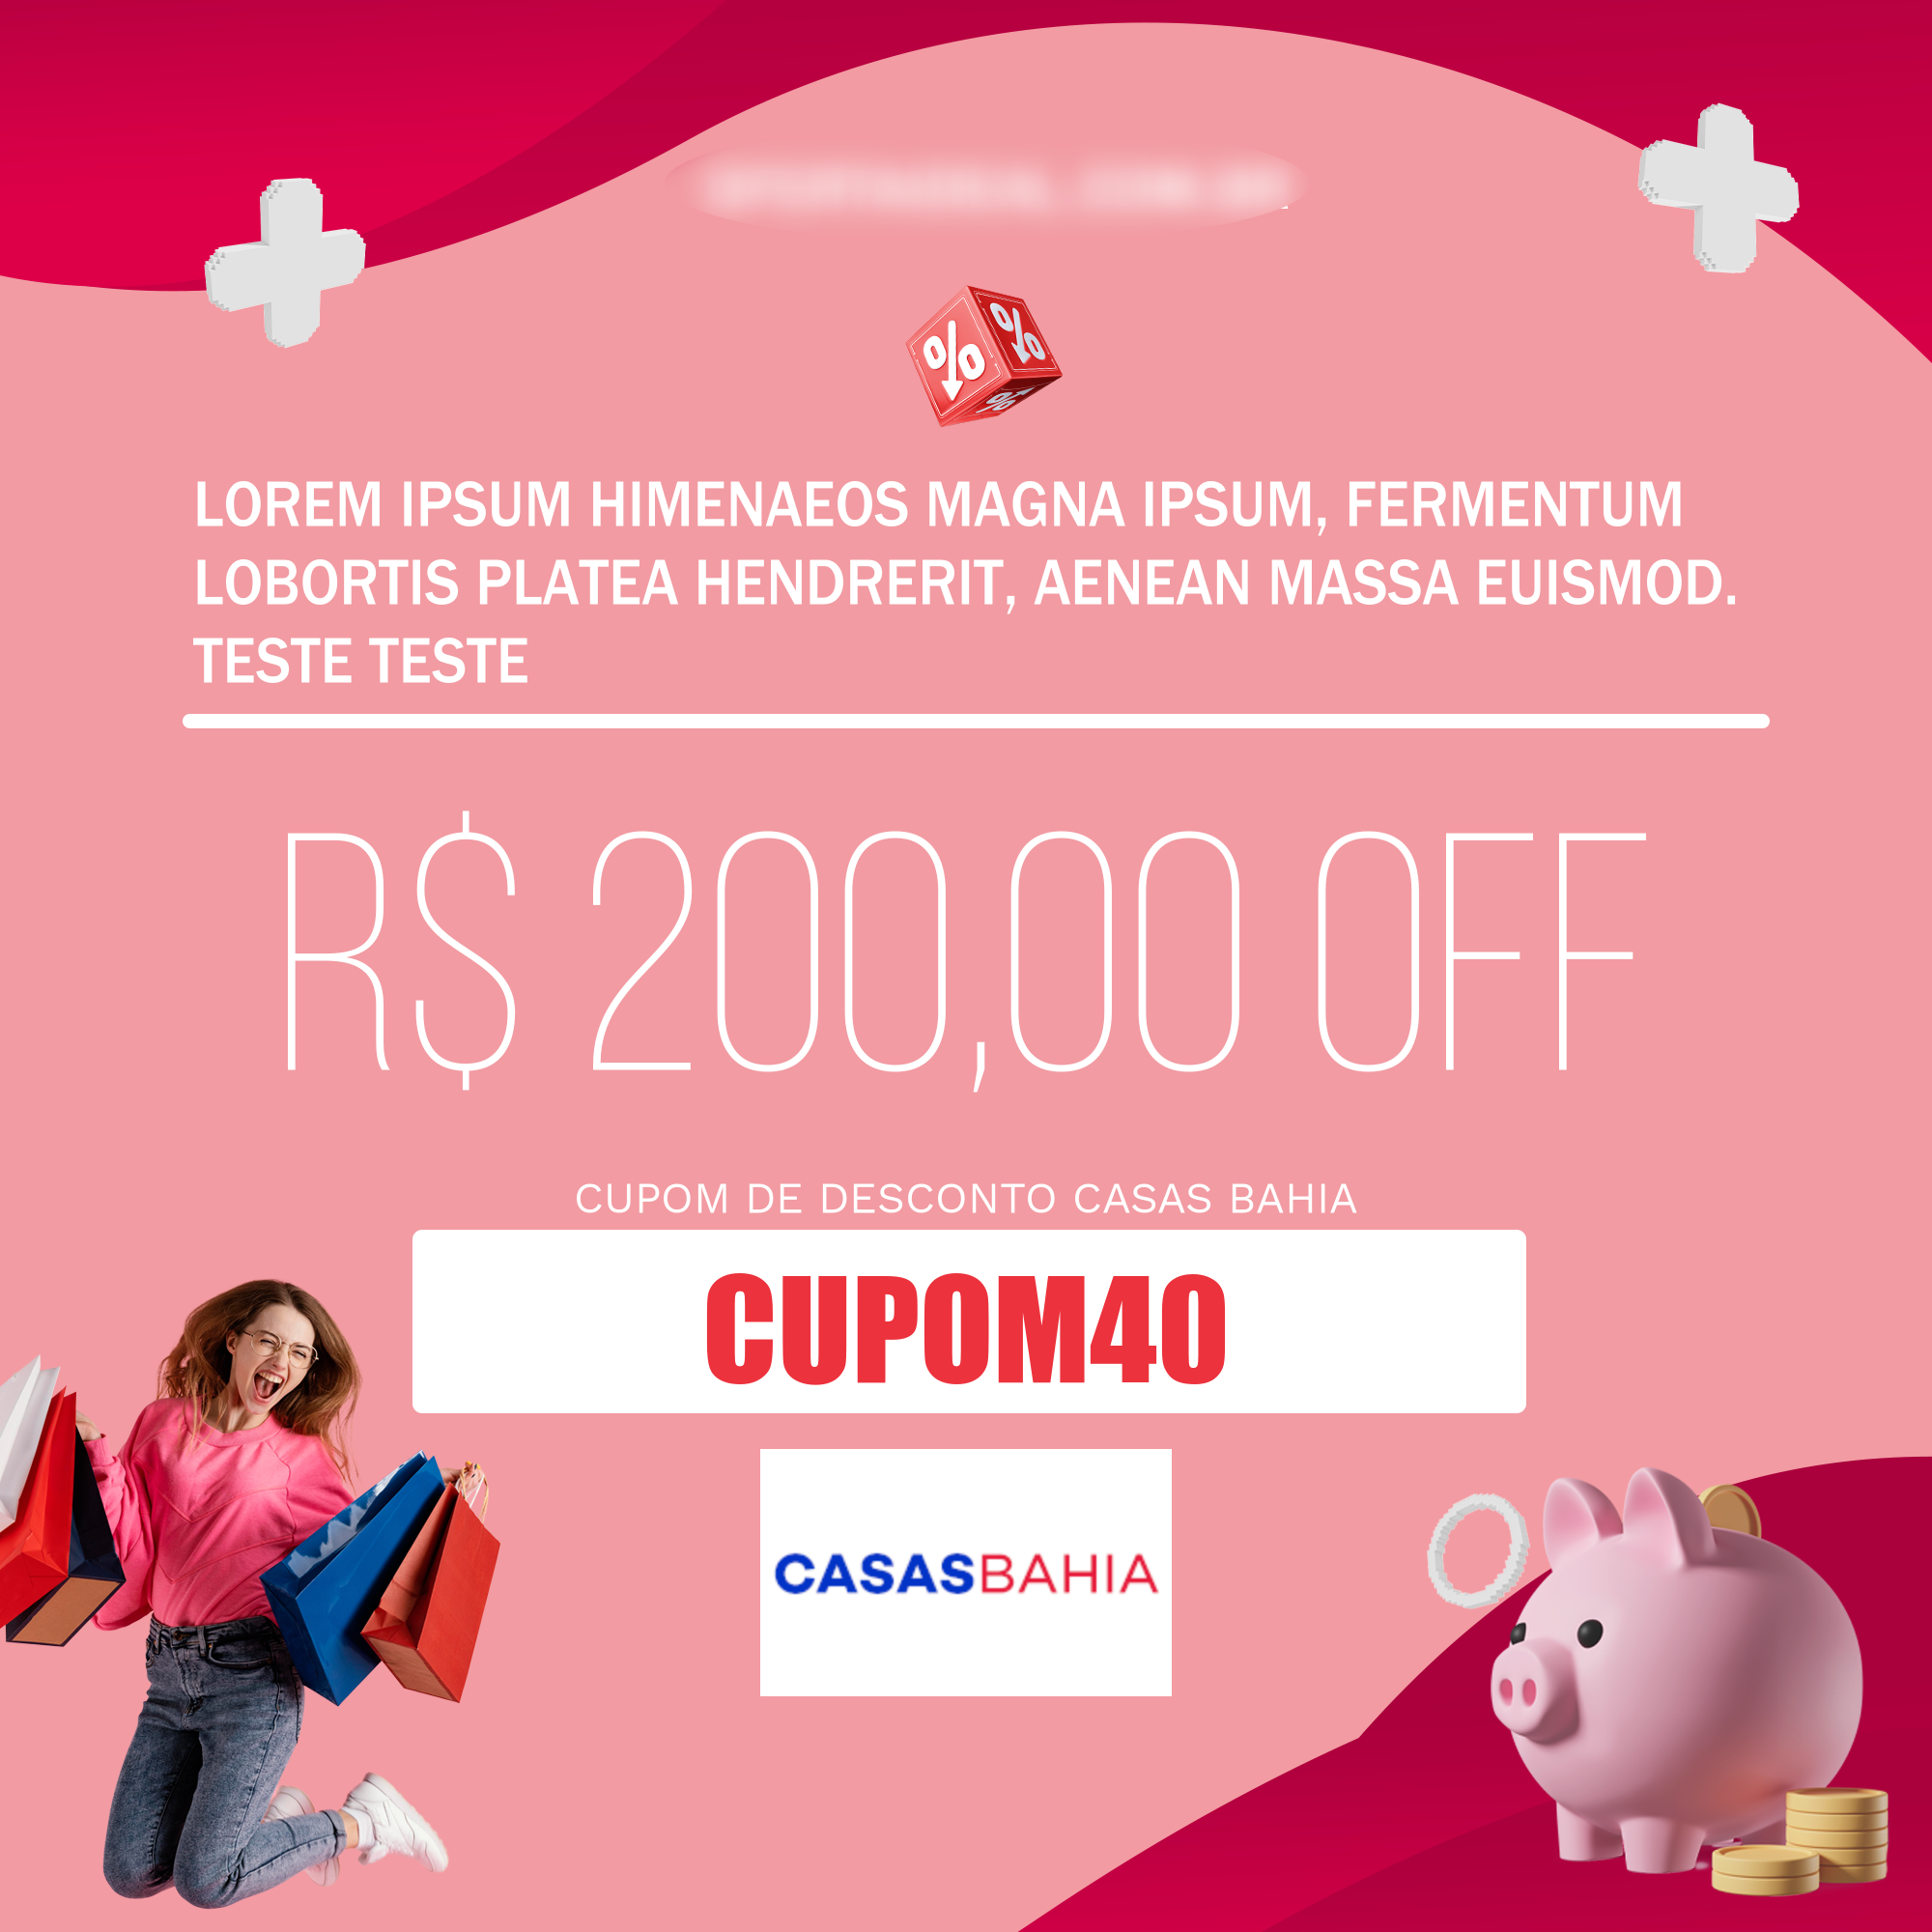 % %
%
LOREM IPSUM HIMENAEOS MAGNA IPSUM, FERMENTUM
LOBORTIS PLATEA HENDRERIT, AENEAN MASSA EUISMOD.
TESTE TESTE
R$ 200,00 OFF
CUPOM DE DESCONTO CASAS BAHIA
CUPOM40
CASASBAHIA